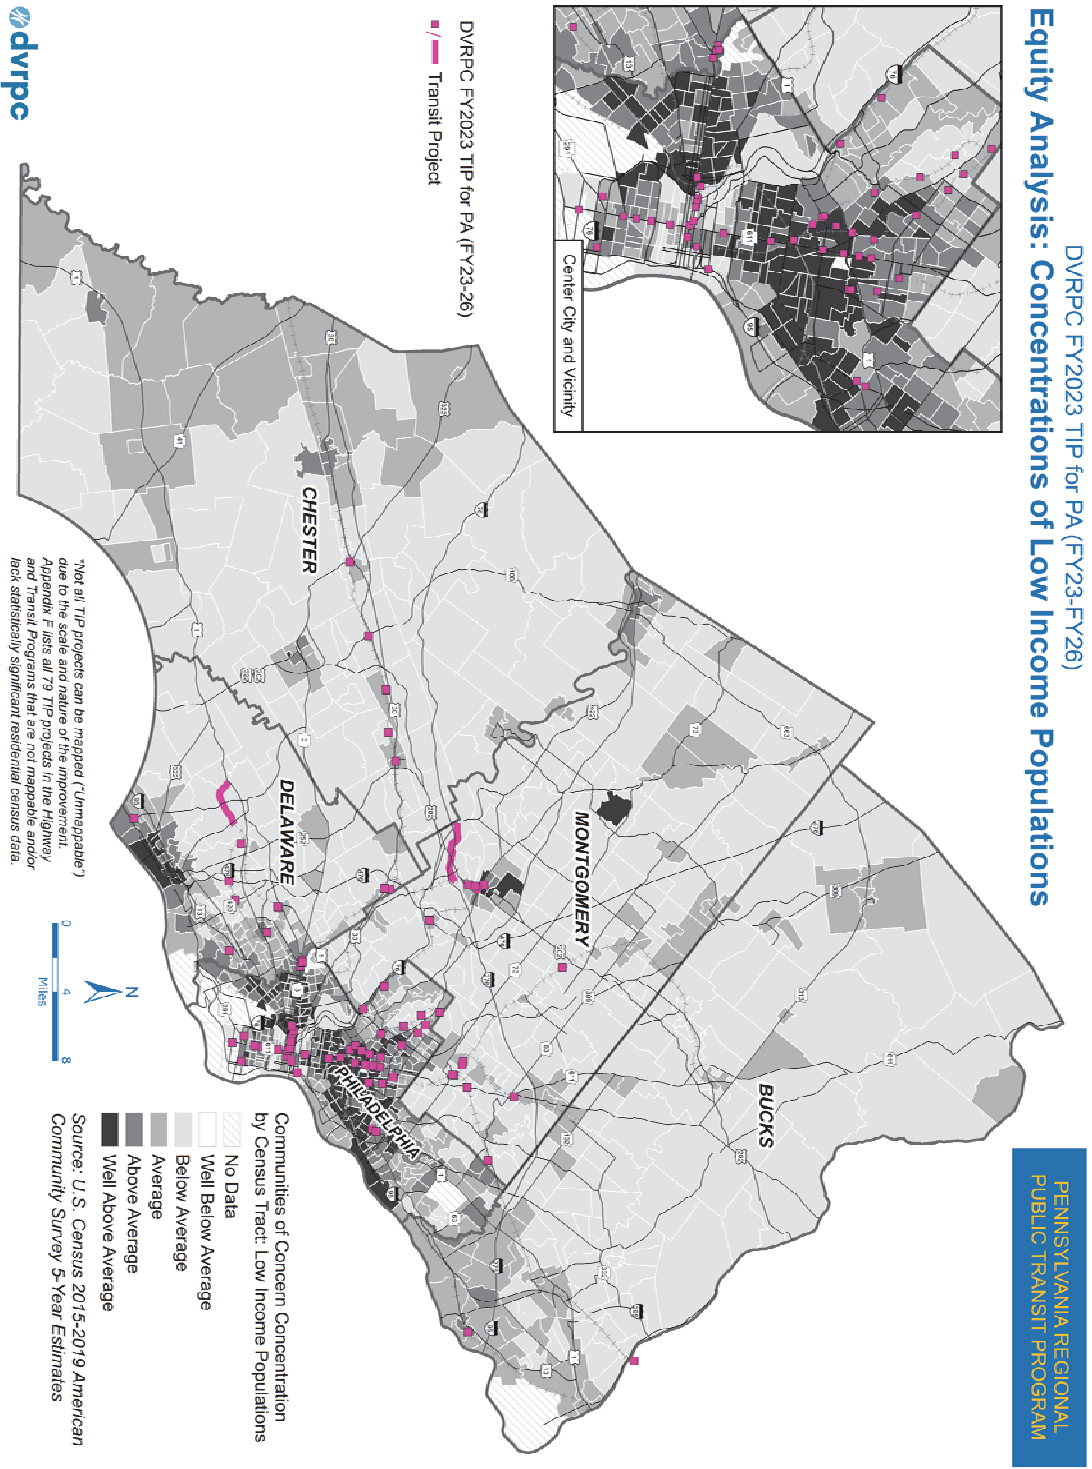 DVRPC FY2023 TIP for PA (FY23-FY26)
Equity Analysis: Concentrations of Low Income Populations
PENNSYLVANIA REGIONAL
PUBLIC TRANSIT PROGRAM
Center City and Vicinity
DVRPC FY2023 TIP for PA (FY23-26)
/ Transit Project
CHESTER
DELAWARE
MONTGOMERY
BUCKS
PHILADELPHIA
*Not all TIP projects can be mapped ("Unmappable")
due to the scale and nature of the improvement.
Appendix F lists all 79 TIP projects in the Highway
and Transit Programs that are not mappable and/or
lack statistically significant residential census data.
N
0 4 8
Miles
Communities of Concern Concentration
by Census Tract: Low Income Populations
No Data
Well Below Average
Below Average
Average
Above Average
Well Above Average
Source: U.S. Census 2015-2019 American
Community Survey 5-Year Estimates
dvrpc